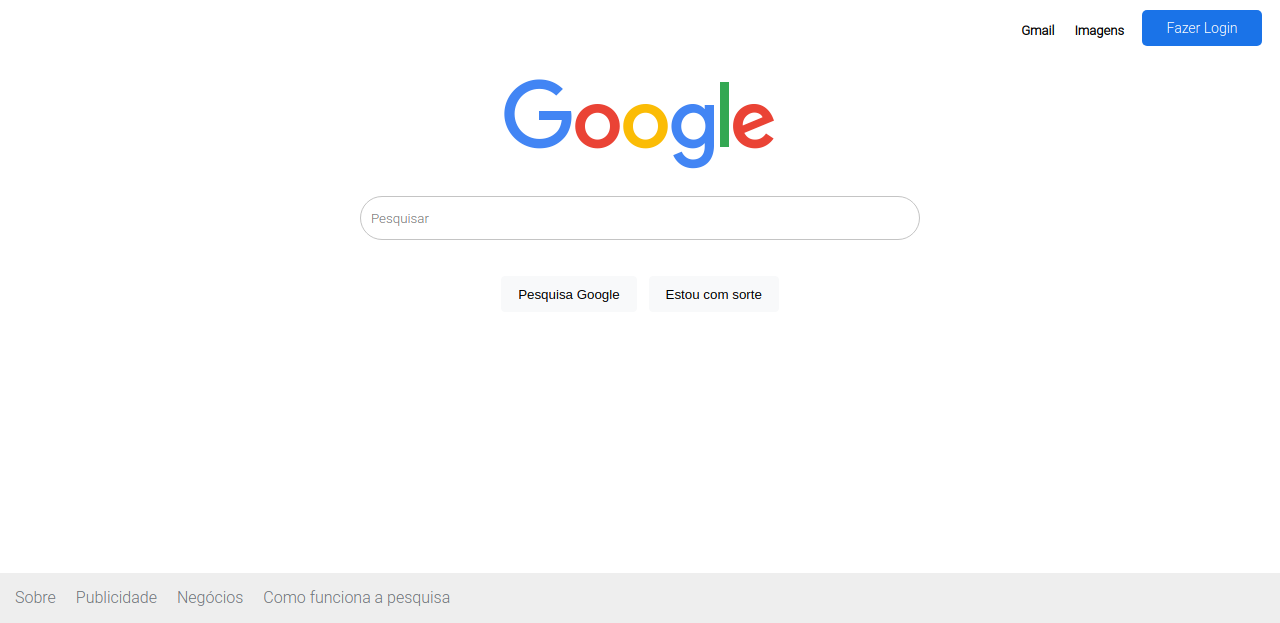 Gmail Imagens Fazer Login
Google
Pesquisar
Pesquisa Google Estou com sorte
Sobre Publicidade Negócios Como funciona a pesquisa